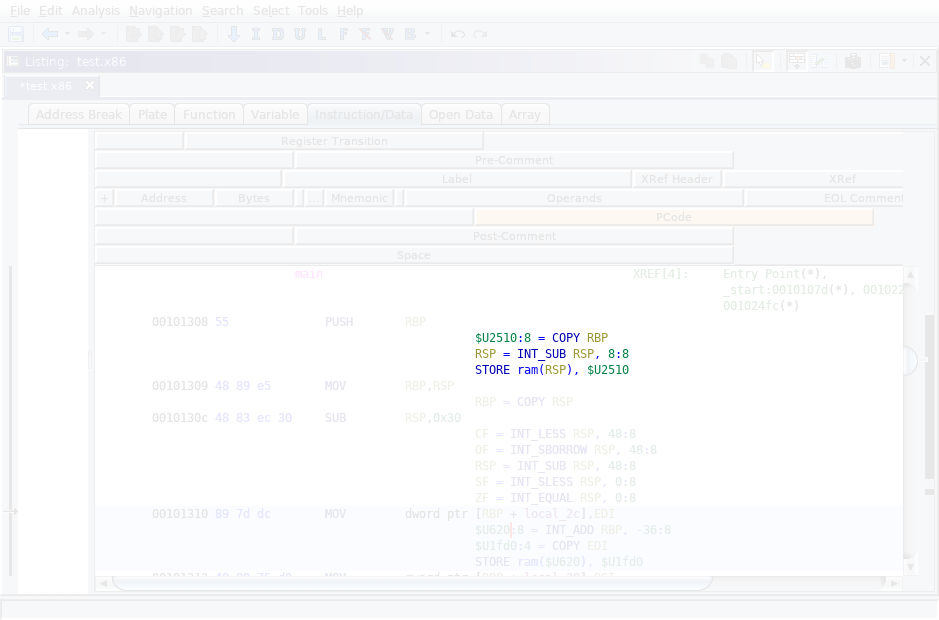 File Edit Analysis Navigation Search Select Tools Help
I D U L F B
Listing: test.x86
*test.x86
Address Break Plate Function Variable Instruction/Data Open Data Array
Register Transition
Pre-Comment
Label XRef Header XRef
+ Address Bytes ... Mnemonic Operands EOL Comment
PCode
Post-Comment
Space
main XREF[4]: Entry Point(*),
_start:0010107d(*), 001022
001024fc(*)
00101308 55 PUSH RBP
$U2510:8 = COPY RBP
RSP = INT_SUB RSP, 8:8
STORE ram(RSP), $U2510
00101309 48 89 e5 MOV RBP,RSP
RBP = COPY RSP
0010130c 48 83 ec 30 SUB RSP,0x30
CF = INT_LESS RSP, 48:8
OF = INT_SBORROW RSP, 48:8
RSP = INT_SUB RSP, 48:8
SF = INT_SLESS RSP, 0:8
ZF = INT_EQUAL RSP, 0:8
00101310 89 7d dc MOV dword ptr [RBP + local_2c],EDI
$U620:8 = INT_ADD RBP, -36:8
$U1fd0:4 = COPY EDI
STORE ram($U620), $U1fd0